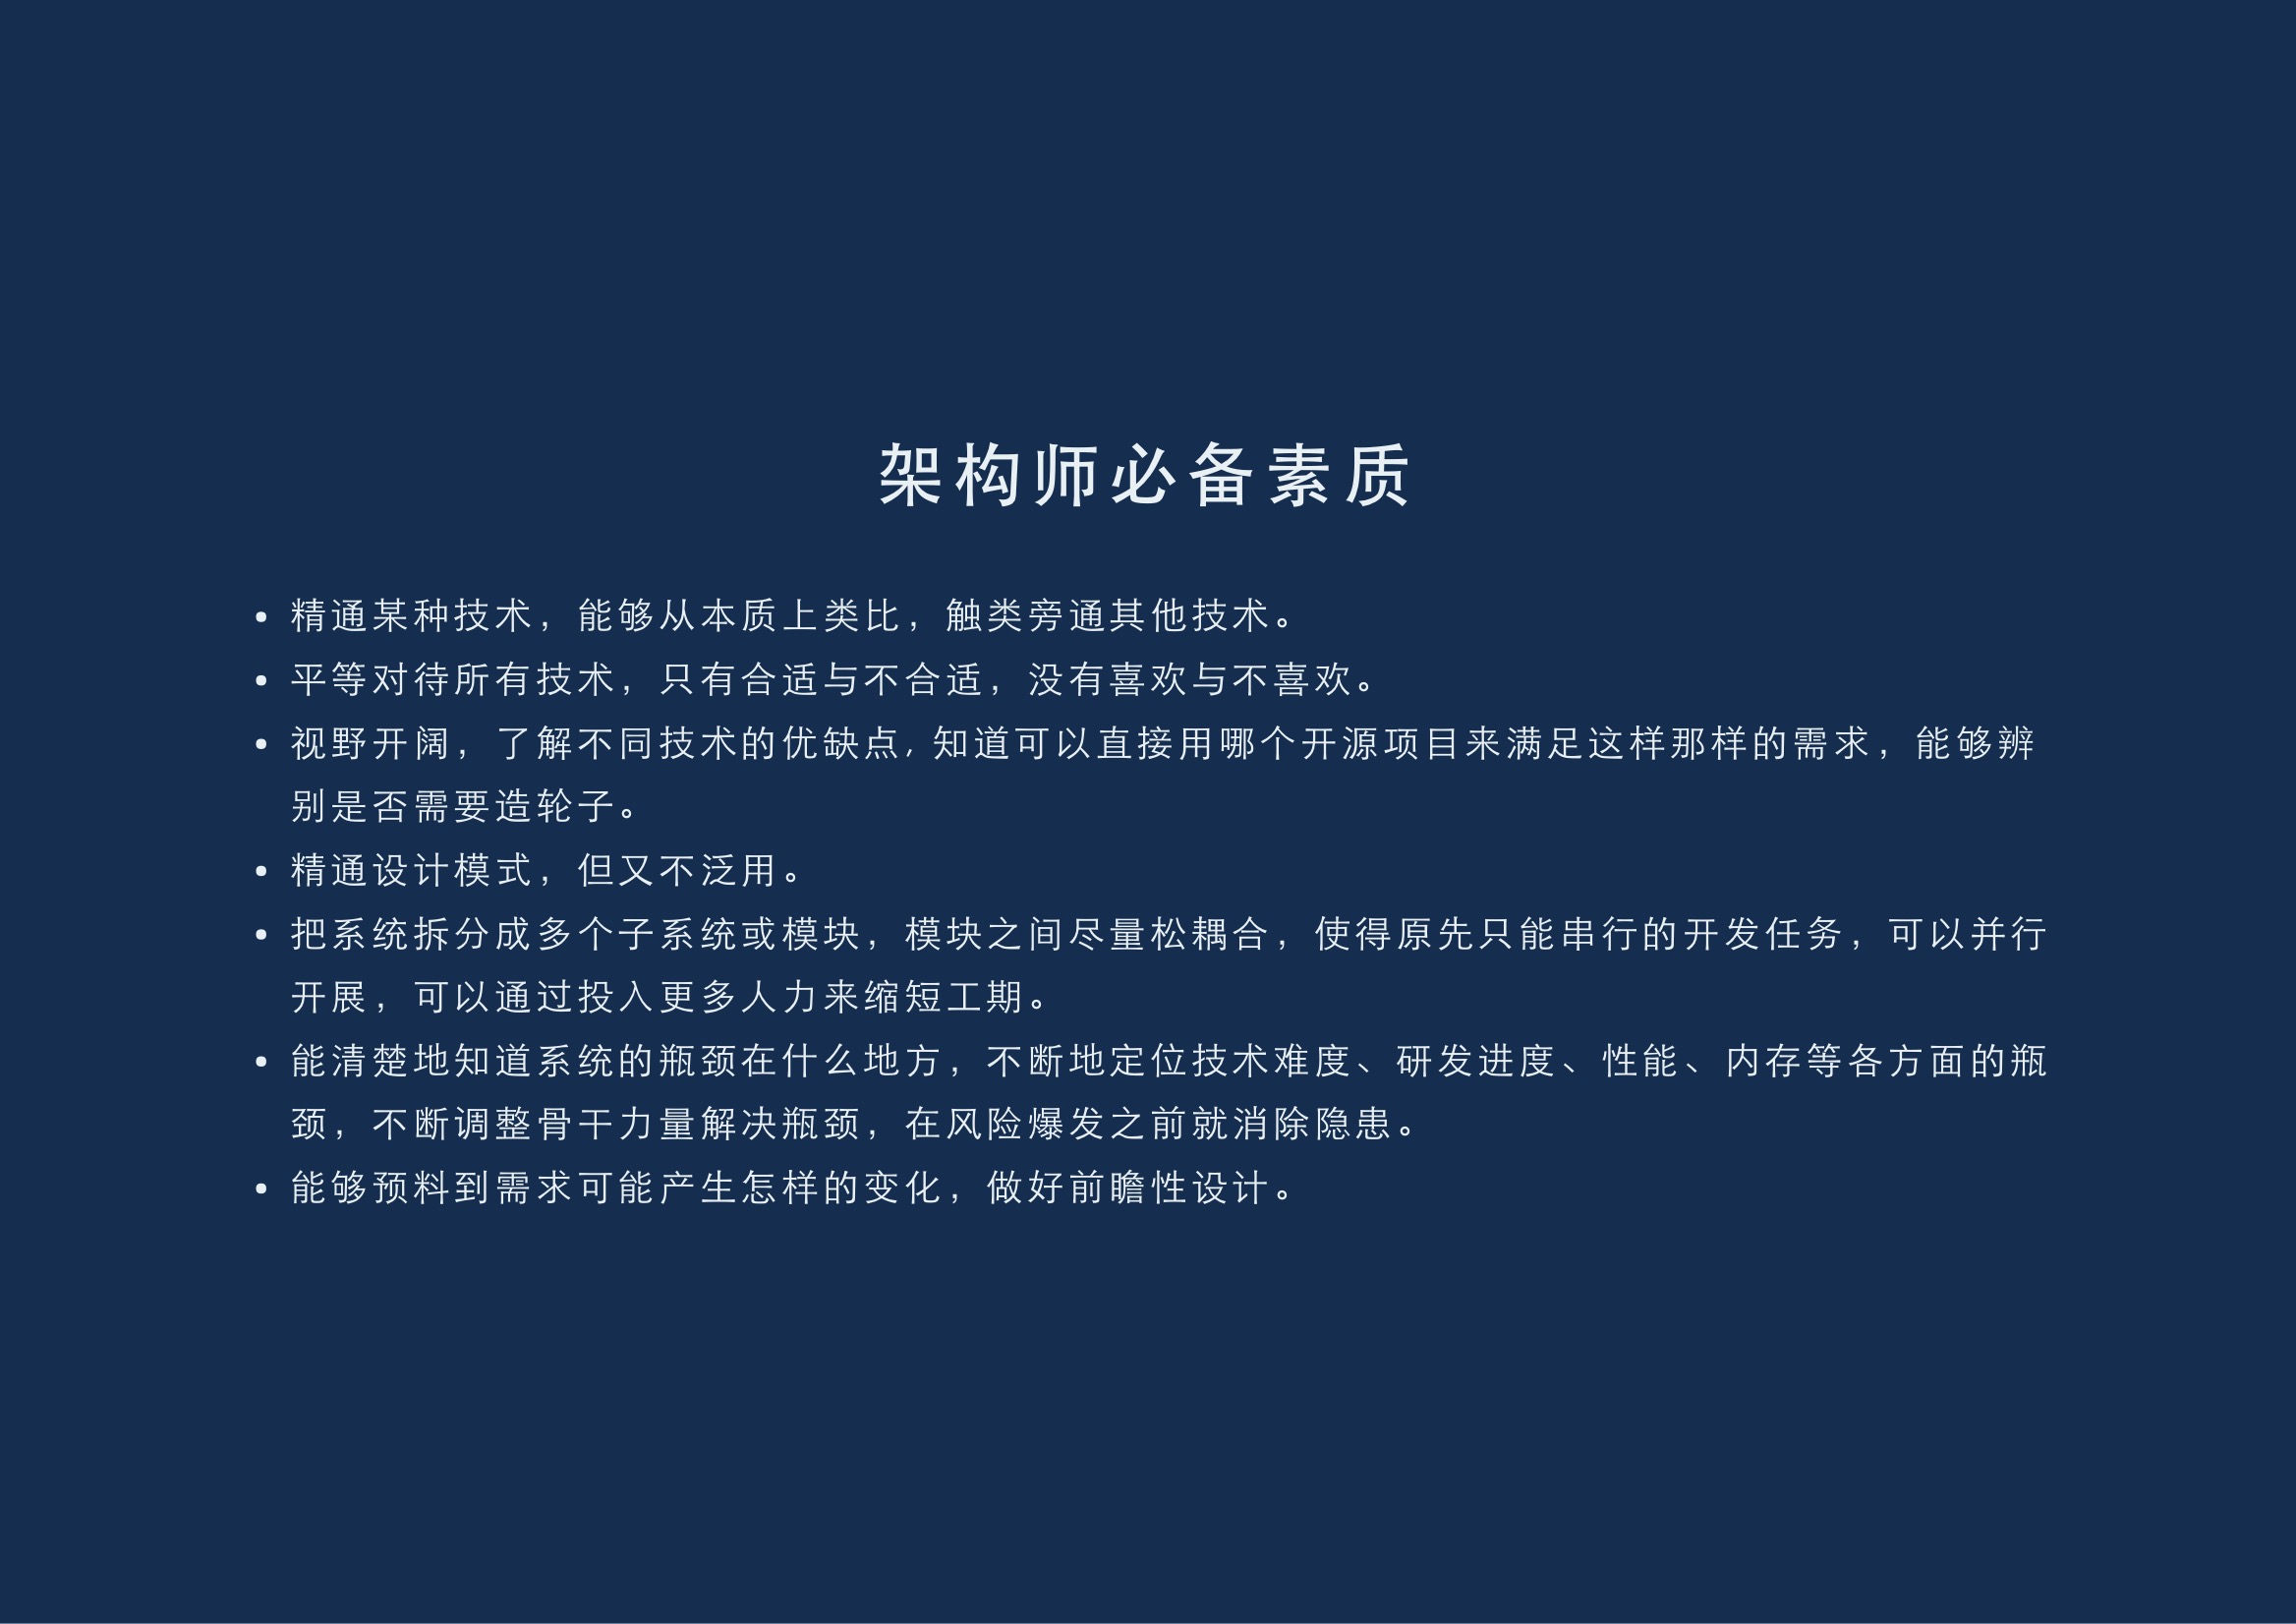 架构师必备素质
• 精通某种技术，能够从本质上类比，触类旁通其他技术。
• 平等对待所有技术，只有合适与不合适，没有喜欢与不喜欢。
• 视野开阔，了解不同技术的优缺点，知道可以直接用哪个开源项目来满足这样那样的需求，能够辨
别是否需要造轮子。
• 精通设计模式，但又不泛用。
• 把系统拆分成多个子系统或模块，模块之间尽量松耦合，使得原先只能串行的开发任务，可以并行
开展，可以通过投入更多人力来缩短工期。
• 能清楚地知道系统的瓶颈在什么地方，不断地定位技术难度、研发进度、性能、内存等各方面的瓶
颈，不断调整骨干力量解决瓶颈，在风险爆发之前就消除隐患。
• 能够预料到需求可能产生怎样的变化，做好前瞻性设计。